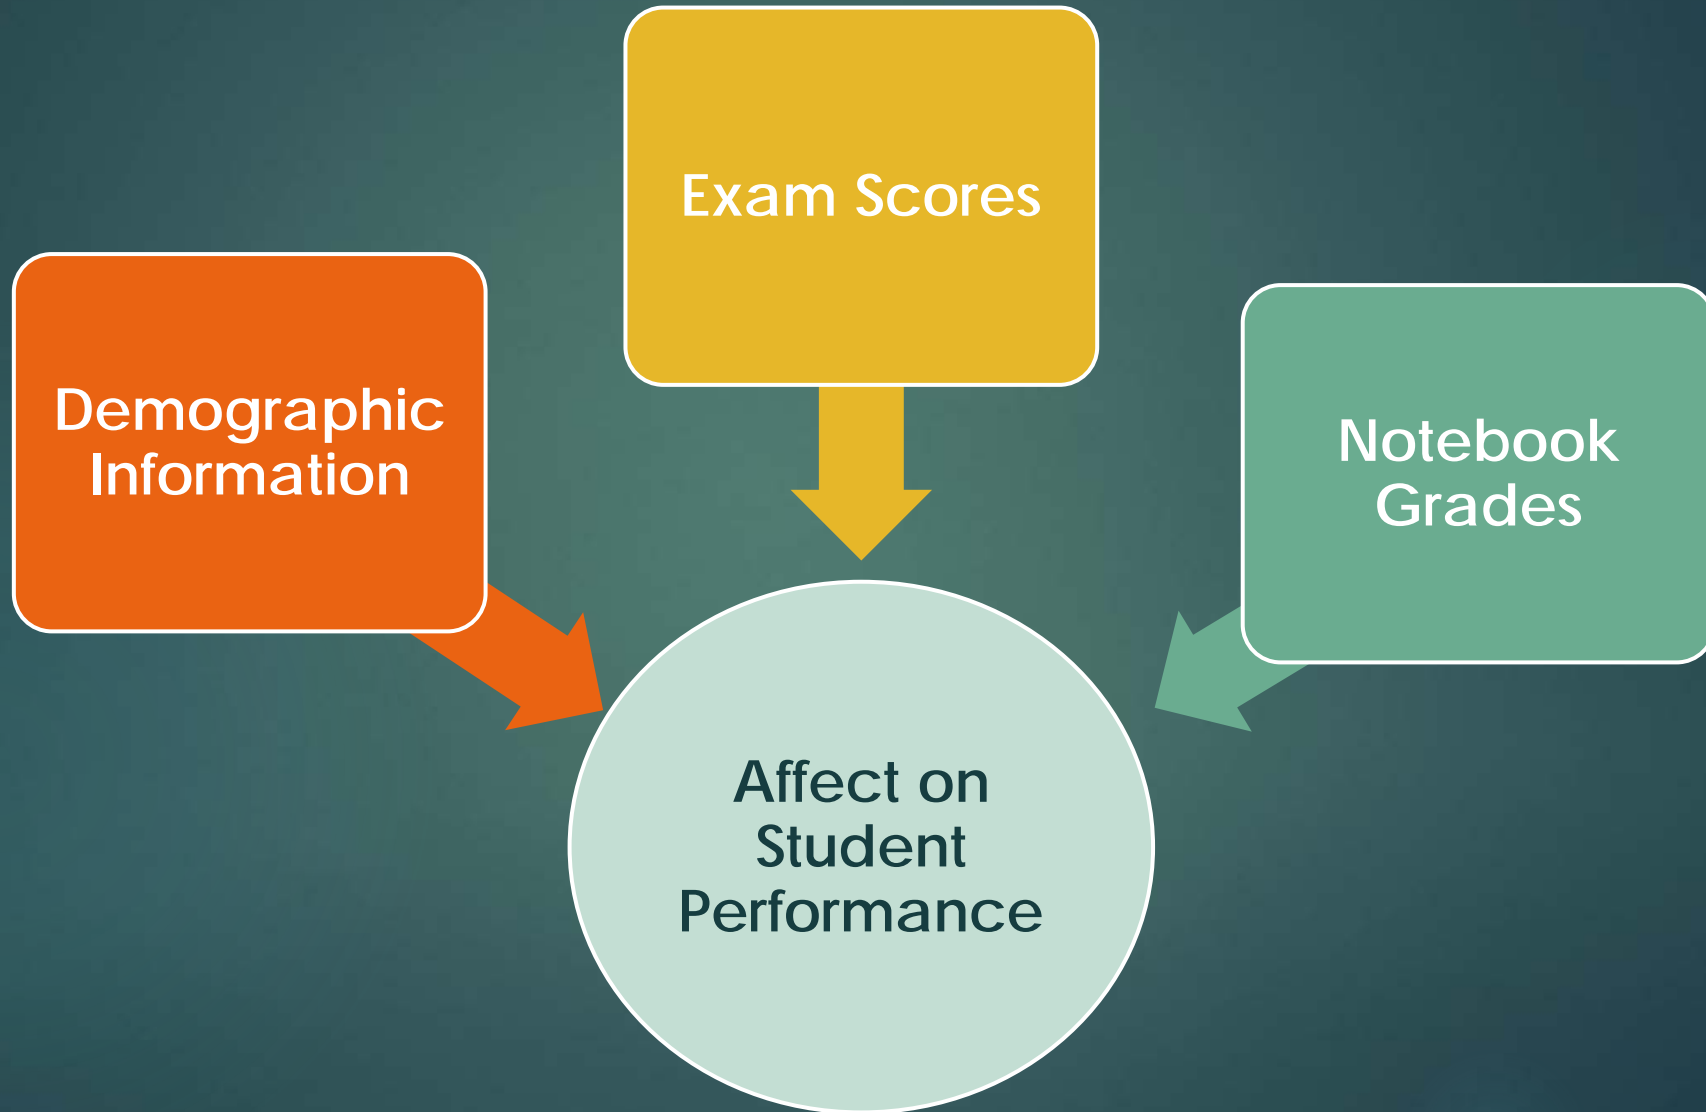 Exam Scores
Demographic
Information
Notebook
Grades
Affect on
Student
Performance